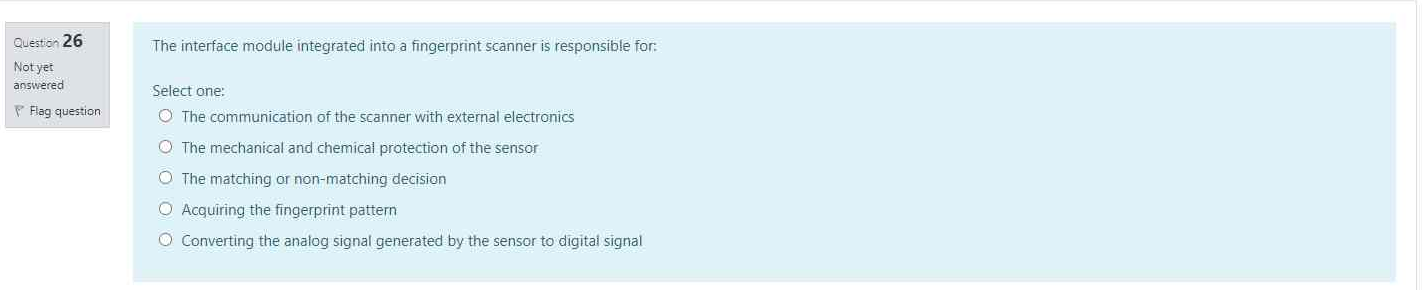 Question 26
Not yet
answered
Flag question
The interface module integrated into a fingerprint scanner is responsible for:
Select one:
The communication of the scanner with external electronics
The mechanical and chemical protection of the sensor
The matching or non-matching decision
Acquiring the fingerprint pattern
Converting the analog signal generated by the sensor to digital signal